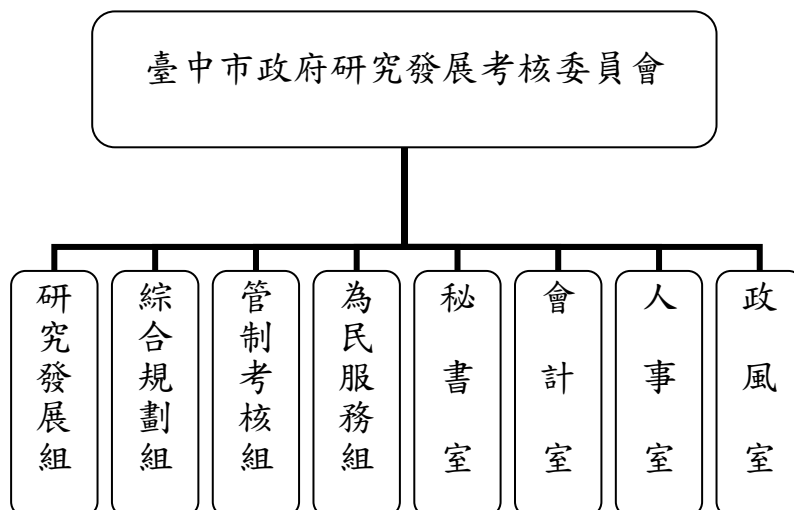 臺中市政府研究發展考核委員會
研究發展組
綜合規劃組
管制考核組
為民服務組
秘書室
會計室
人事室
政風室